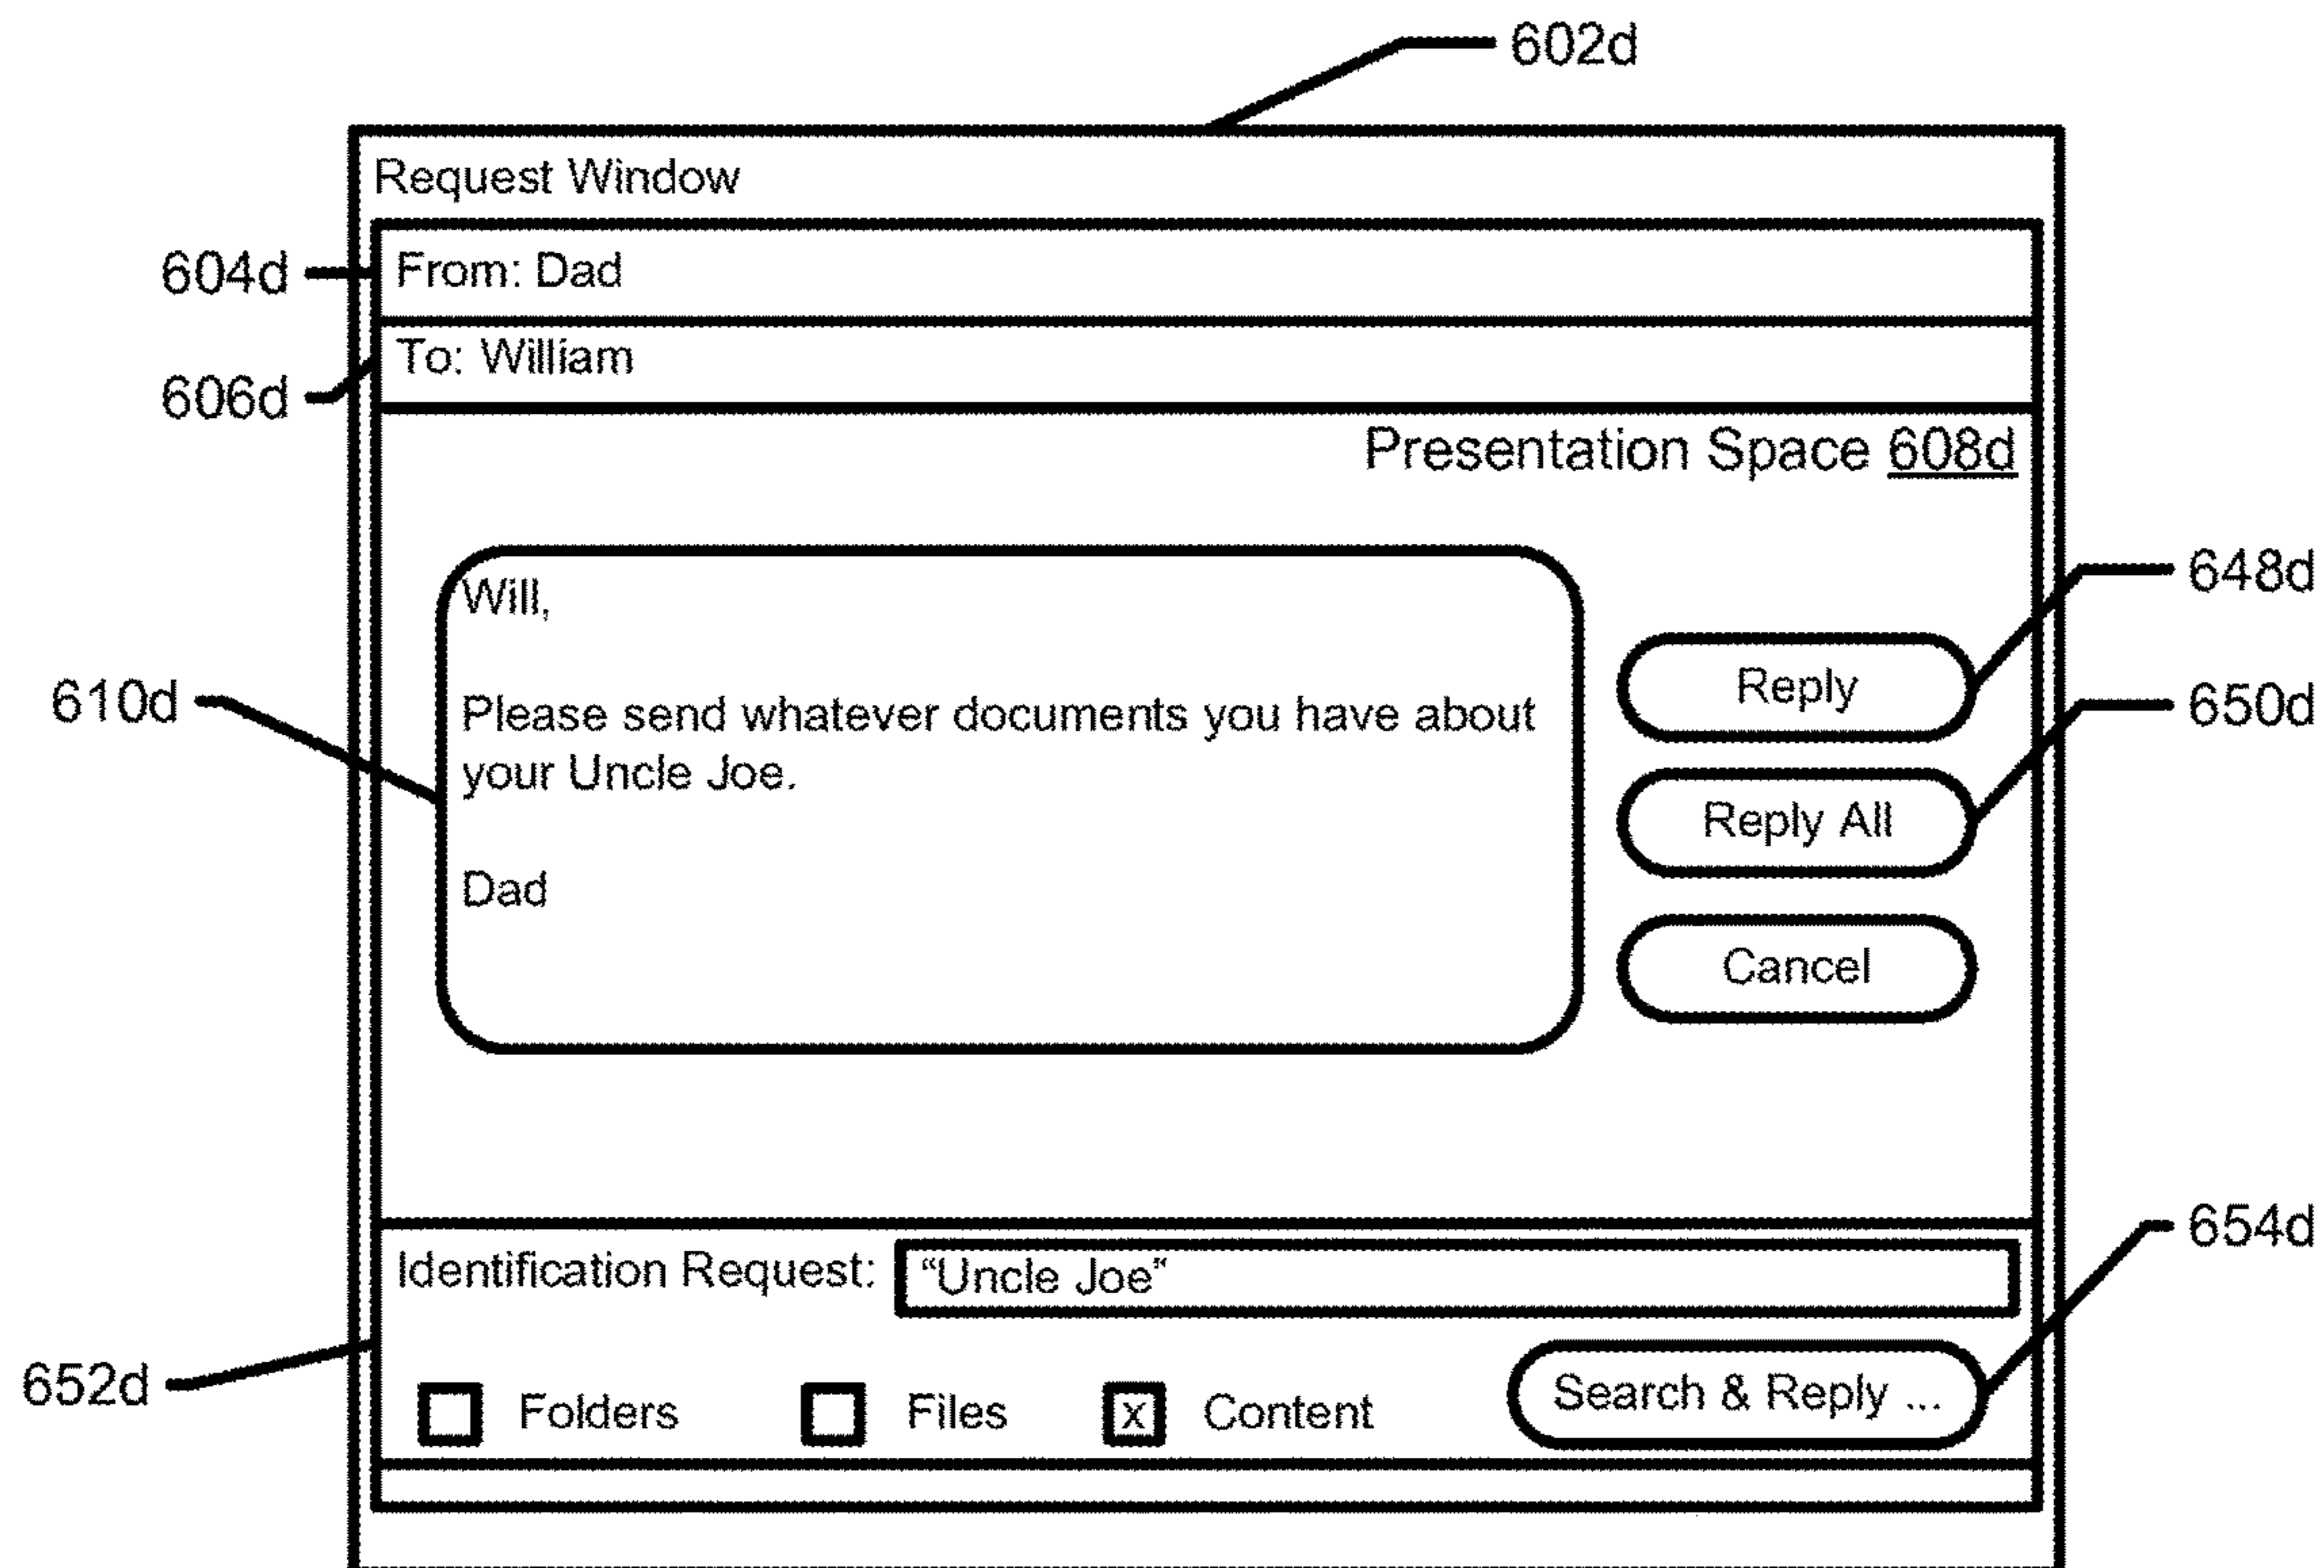 602d
Request Window
604d
From: Dad
606d
To: William
Presentation Space 608d
610d
Will,
Please send whatever documents you have about
your Uncle Joe.
Dad
648d
Reply
650d
Reply All
Cancel
654d
Identification Request:
“Uncle Joe”
652d
Folders
Files
x Content
Search & Reply ...